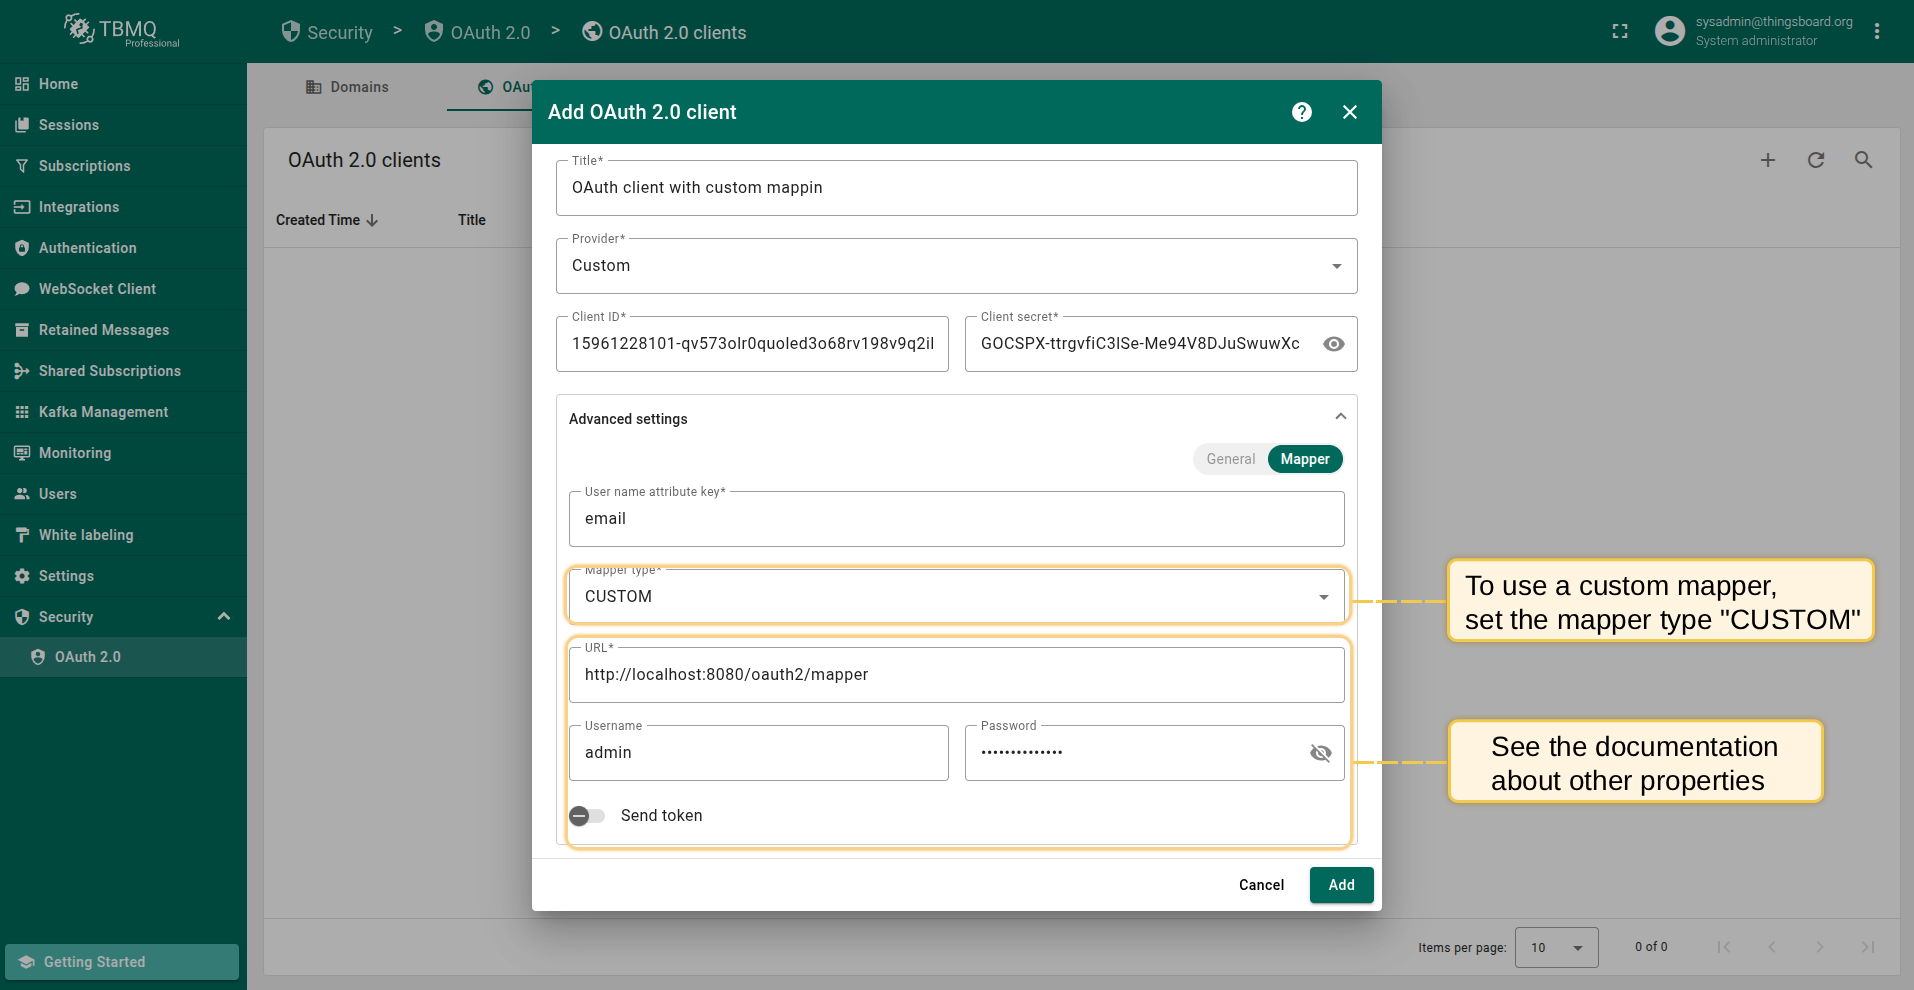 TBMQ
Professional
Security > OAuth 2.0 > OAuth 2.0 clients
sysadmin@thingsboard.org
System administrator
Home
Sessions
Subscriptions
Integrations
Authentication
WebSocket Client
Retained Messages
Shared Subscriptions
Kafka Management
Monitoring
Users
White labeling
Settings
Security
OAuth 2.0
Getting Started
Domains
OAu
OAuth 2.0 clients
Created Time
Title
Add OAuth 2.0 client
Title*
OAuth client with custom mappin
Provider*
Custom
Client ID*
15961228101-qv573olr0quoled3o68rv198v9q2il
Client secret*
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
Advanced settings
General
Mapper
User name attribute key*
email
Mapper type*
CUSTOM
URL*
http://localhost:8080/oauth2/mapper
Username
admin
Password
••••••••••••••
Send token
Cancel
Add
To use a custom mapper,
set the mapper type "CUSTOM"
See the documentation
about other properties
Items per page:
10
0 of 0